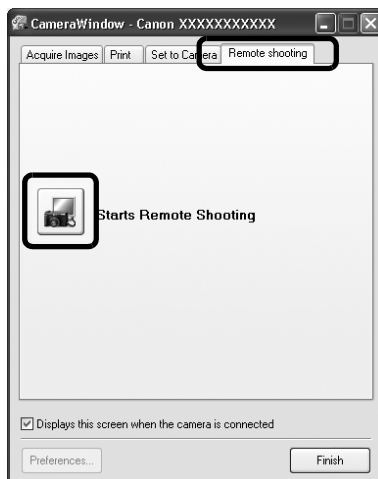 CameraWindow - Canon XXXXXXXXXXX
Acquire Images Print Set to Camera Remote shooting
Starts Remote Shooting
Displays this screen when the camera is connected
Preferences... Finish